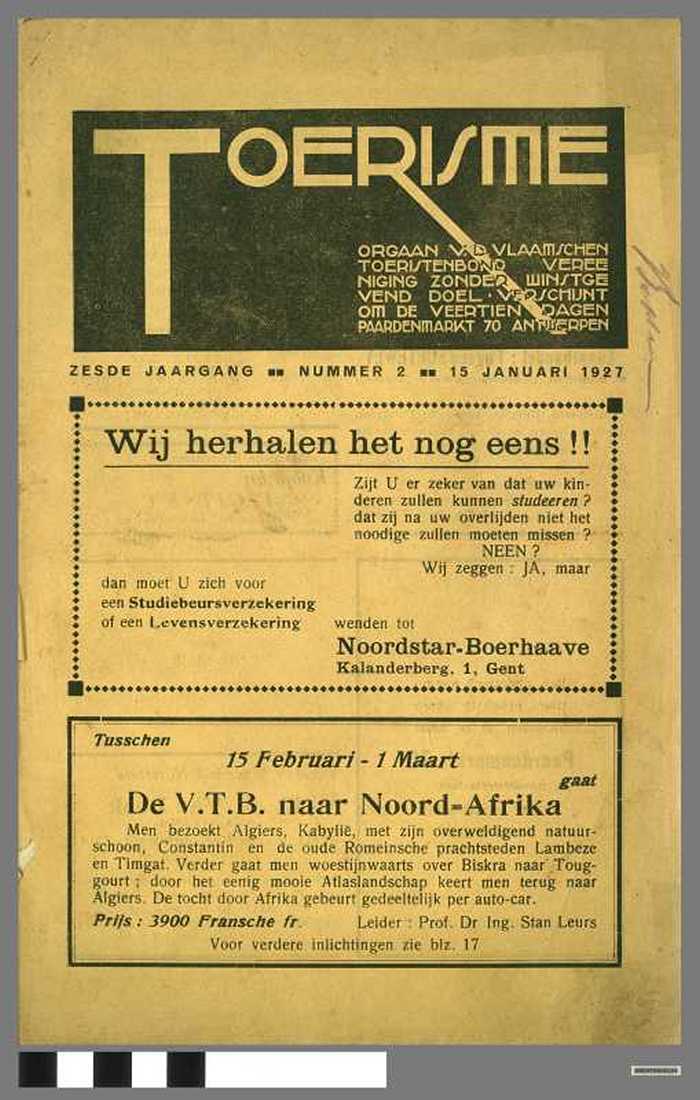 TOERISME
ORGAAN V. D. VLAAMSCHEN
TOERISTENBOND VEREE
NIGING ZONDER WINSTGE
VEND DOEL • VERSCHIJNT
OM DE VEERTIEN DAGEN
PAARDENMARKT 70 ANTWERPEN
ZESDE JAARGANG ■■ NUMMER 2 ■■ 15 JANUARI 1927
Wij herhalen het nog eens !!
Zijt U er zeker van dat uw kin-
deren zullen kunnen studeeren ?
dat zij na uw overlijden niet het
noodige zullen moeten missen ?
NEEN ?
Wij zeggen : JA, maar
dan moet U zich voor
een Studiebeursverzekering
of een Levensverzekering wenden tot
Noordstar-Boerhaave
Kalanderberg, 1, Gent
Tusschen
15 Februari - 1 Maart
gaat
De V.T.B. naar Noord=Afrika
Men bezoekt Algiers, Kabylië, met zijn overweldigend natuur-
schoon, Constantin en de oude Romeinsche prachtsteden Lambeze
en Timgat. Verder gaat men woestijnwaarts over Biskra naar Toug-
gourt ; door het eenig mooie Atlaslandschap keert men terug naar
Algiers. De tocht door Afrika gebeurt gedeeltelijk per auto-car.
Prijs : 3900 Fransche fr. Leider : Prof. Dr Ing. Stan Leurs
Voor verdere inlichtingen zie blz. 17